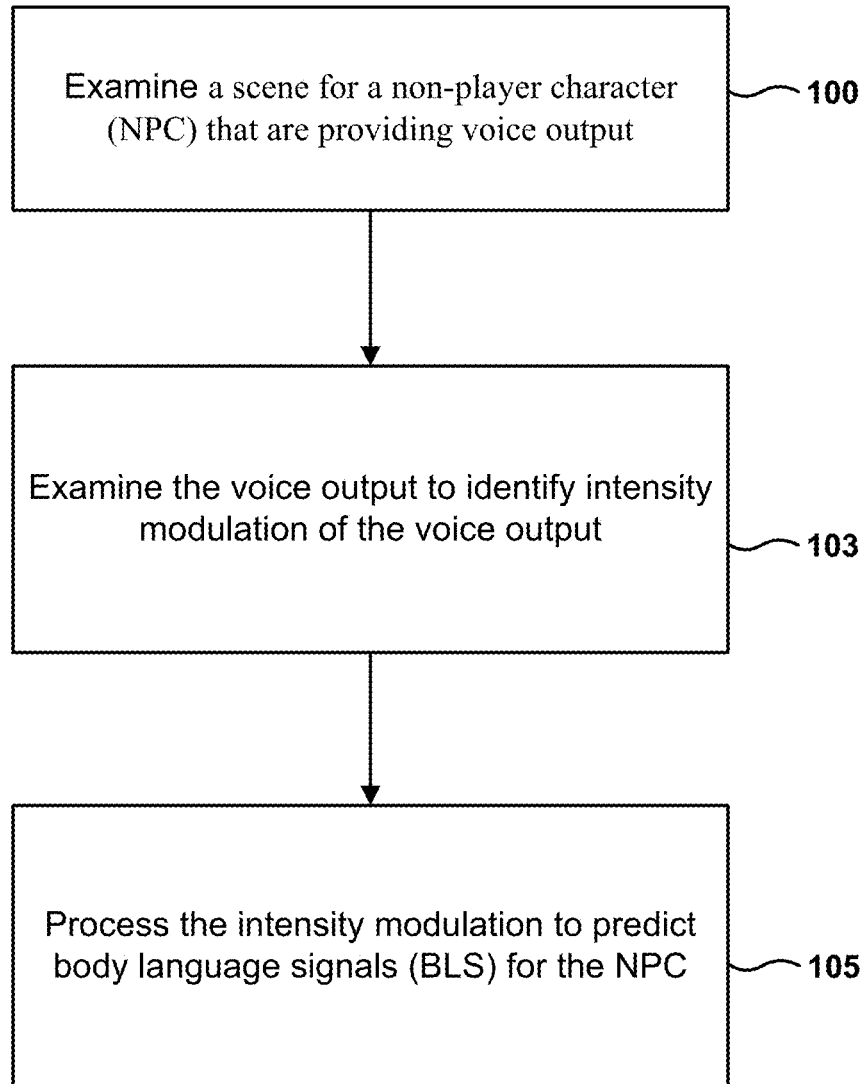 Examine a scene for a non-player character
(NPC) that are providing voice output
100
Examine the voice output to identify intensity
modulation of the voice output
103
Process the intensity modulation to predict
body language signals (BLS) for the NPC
105